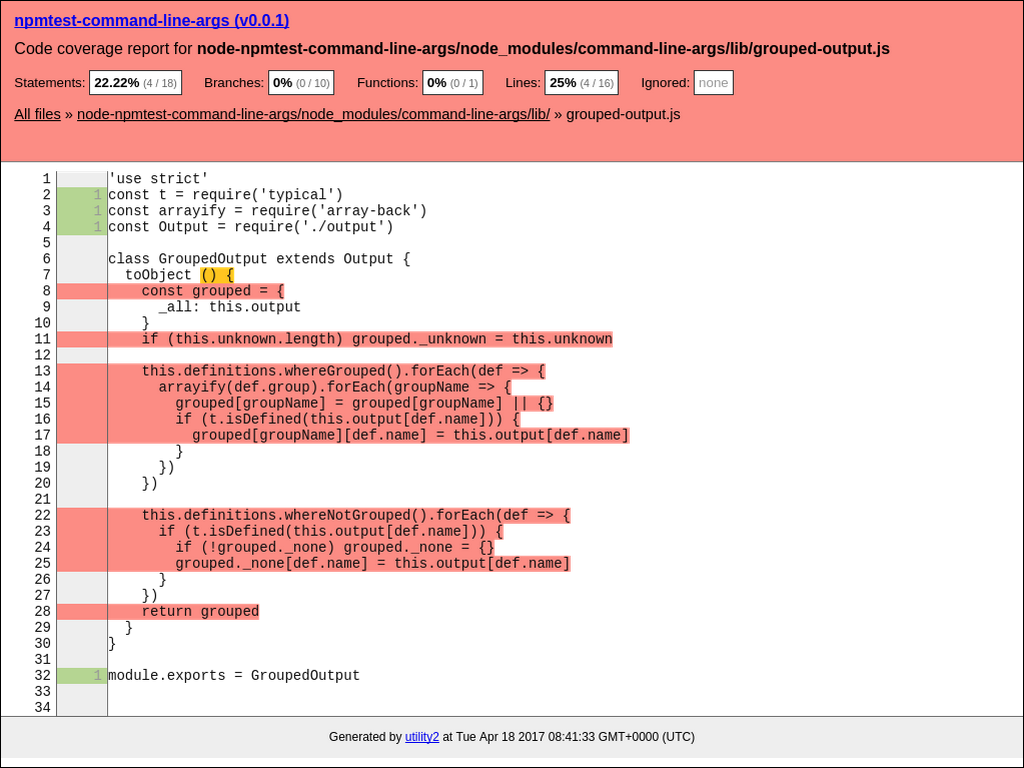 npmtest-command-line-args (v0.0.1)
Code coverage report for node-npmtest-command-line-args/node_modules/command-line-args/lib/grouped-output.js
Statements: 22.22% (4 / 18) Branches: 0% (0 / 10) Functions: 0% (0 / 1) Lines: 25% (4 / 16) Ignored: none
All files » node-npmtest-command-line-args/node_modules/command-line-args/lib/ » grouped-output.js
1 'use strict'
2 1 const t = require('typical')
3 1 const arrayify = require('array-back')
4 1 const Output = require('./output')
5
6 class GroupedOutput extends Output {
7   toObject () {
8     const grouped = {
9       _all: this.output
10     }
11     if (this.unknown.length) grouped._unknown = this.unknown
12
13     this.definitions.whereGrouped().forEach(def => {
14       arrayify(def.group).forEach(groupName => {
15         grouped[groupName] = grouped[groupName] || {}
16         if (t.isDefined(this.output[def.name])) {
17           grouped[groupName][def.name] = this.output[def.name]
18         }
19       })
20     })
21
22     this.definitions.whereNotGrouped().forEach(def => {
23       if (t.isDefined(this.output[def.name])) {
24         if (!grouped._none) grouped._none = {}
25         grouped._none[def.name] = this.output[def.name]
26       }
27     })
28     return grouped
29   }
30 }
31
32 1 module.exports = GroupedOutput
33
34
Generated by utility2 at Tue Apr 18 2017 08:41:33 GMT+0000 (UTC)